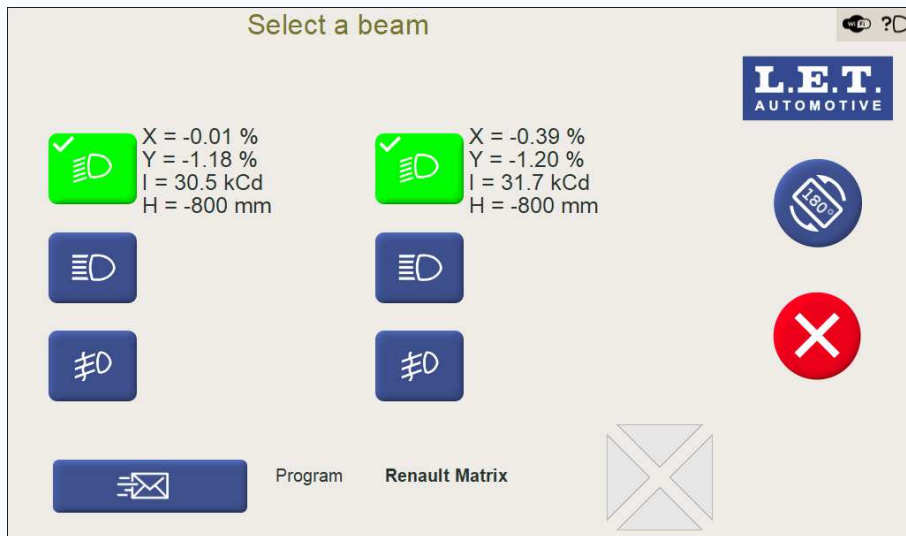 Select a beam
WiFi ?
L.E.T.
AUTOMOTIVE
X = -0.01 %
Y = -1.18 %
I = 30.5 kCd
H = -800 mm
X = -0.39 %
Y = -1.20 %
I = 31.7 kCd
H = -800 mm
180°
Program Renault Matrix